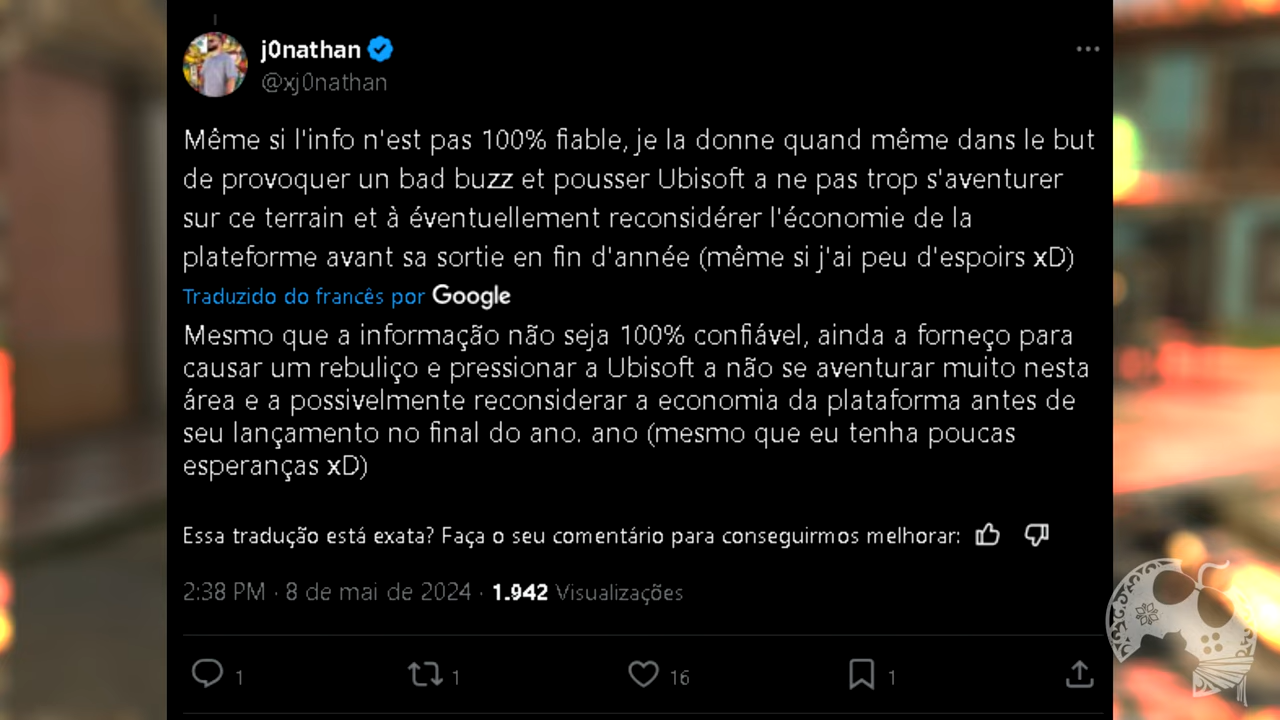 j0nathan
@xj0nathan
Même si l'info n'est pas 100% fiable, je la donne quand même dans le but
de provoquer un bad buzz et pousser Ubisoft a ne pas trop s'aventurer
sur ce terrain et à éventuellement reconsidérer l'économie de la
plateforme avant sa sortie en fin d'année (même si j'ai peu d'espoirs xD)
Traduzido do francês por Google
Mesmo que a informação não seja 100% confiável, ainda a forneço para
causar um rebuliço e pressionar a Ubisoft a não se aventurar muito nesta
área e a possivelmente reconsiderar a economia da plataforma antes de
seu lançamento no final do ano. ano (mesmo que eu tenha poucas
esperanças xD)
Essa tradução está exata? Faça o seu comentário para conseguirmos melhorar:
2:38 PM · 8 de mai de 2024 · 1.942 Visualizações
1 1 16 1